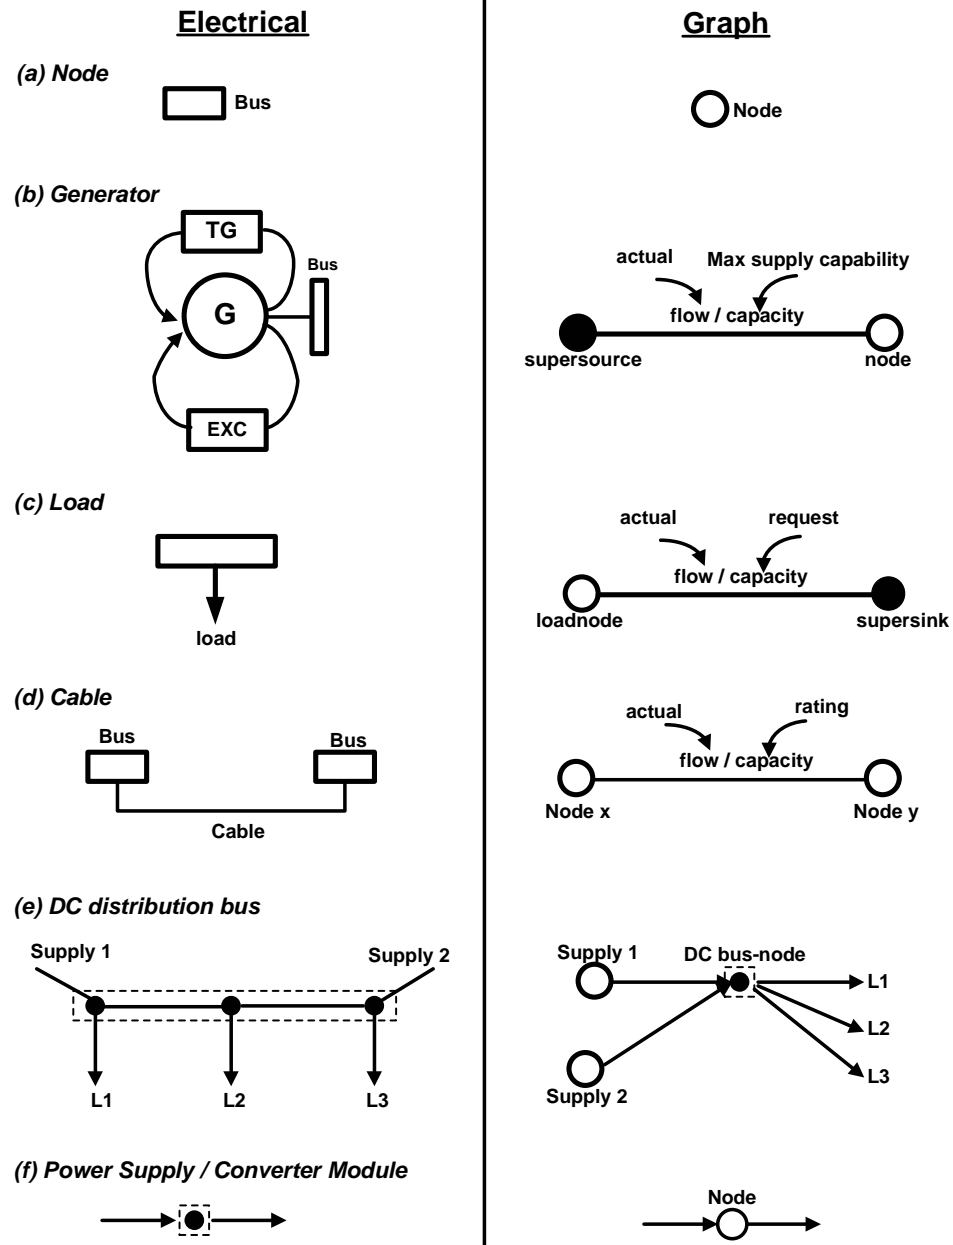 Electrical
Graph
(a) Node
Bus
Node
(b) Generator
TG
Bus
G
EXC
actual
Max supply capability
flow / capacity
supersource
node
(c) Load
load
actual
request
flow / capacity
loadnode
supersink
(d) Cable
Bus
Bus
Cable
actual
rating
flow / capacity
Node x
Node y
(e) DC distribution bus
Supply 1
Supply 2
L1
L2
L3
Supply 1
DC bus-node
L1
L2
L3
Supply 2
(f) Power Supply / Converter Module
Node